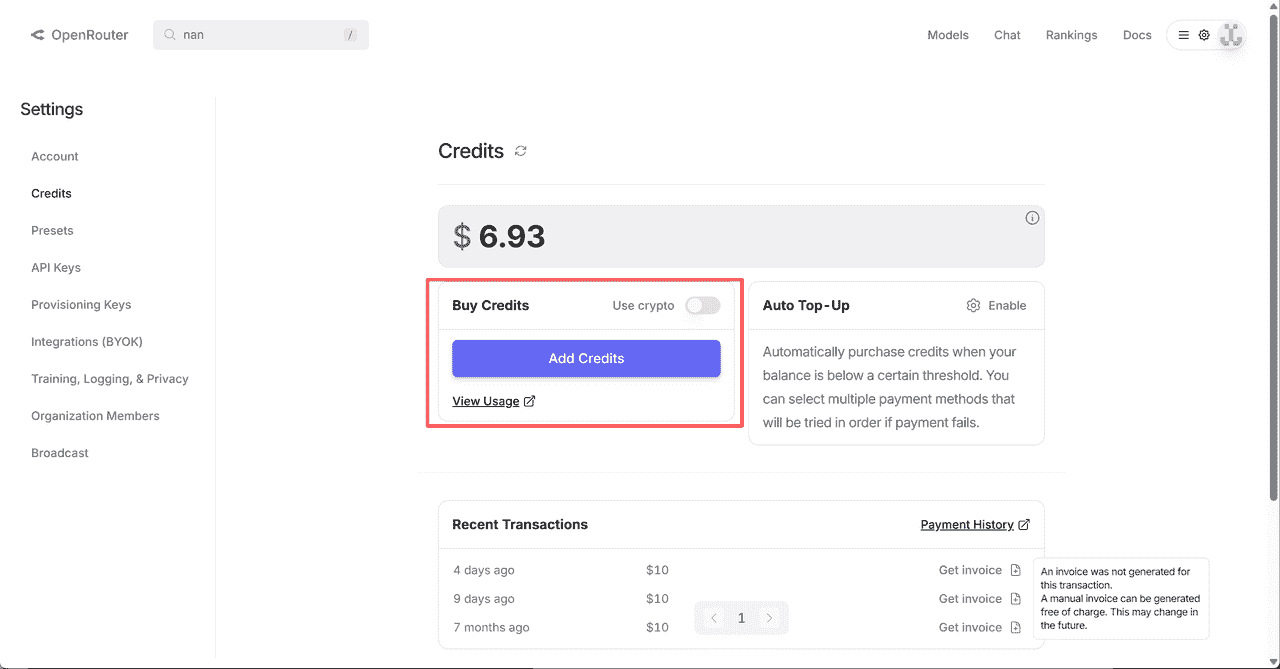 OpenRouter
nan
/
Models
Chat
Rankings
Docs
Settings
Account
Credits
Presets
API Keys
Provisioning Keys
Integrations (BYOK)
Training, Logging, & Privacy
Organization Members
Broadcast
Credits
$ 6.93
Buy Credits
Use crypto
Add Credits
View Usage
Auto Top-Up
Enable
Automatically purchase credits when your
balance is below a certain threshold. You
can select multiple payment methods that
will be tried in order if payment fails.
Recent Transactions
Payment History
4 days ago $10 Get invoice
9 days ago $10 Get invoice
7 months ago $10 Get invoice
1
An invoice was not generated for
this transaction.
A manual invoice can be generated
free of charge. This may change in
the future.